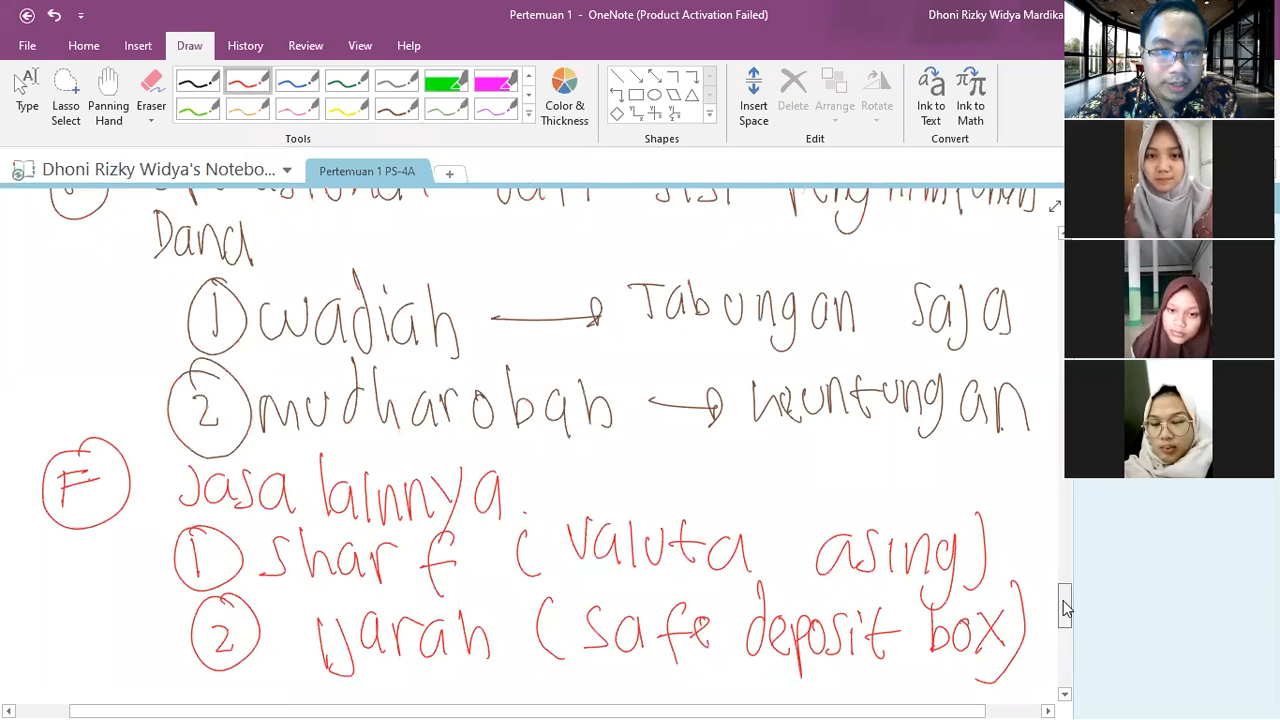 Pertemuan 1 - OneNote (Product Activation Failed)
Dhoni Rizky Widya Mardika
File Home Insert Draw History Review View Help
Type
Lasso Select
Panning Hand
Eraser
Color & Thickness
Insert Space
Delete
Arrange
Rotate
Ink to Text
Ink to Math
Tools
Shapes
Edit
Convert
Dhoni Rizky Widya's Notebo...
Pertemuan 1 PS-4A
dari sisi
Dana
1 wadiah → Tabungan saja
2 mudharobah → keuntungan
F Jasa lainnya.
1 sharf (valuta asing)
2 ijarah (safe deposit box)